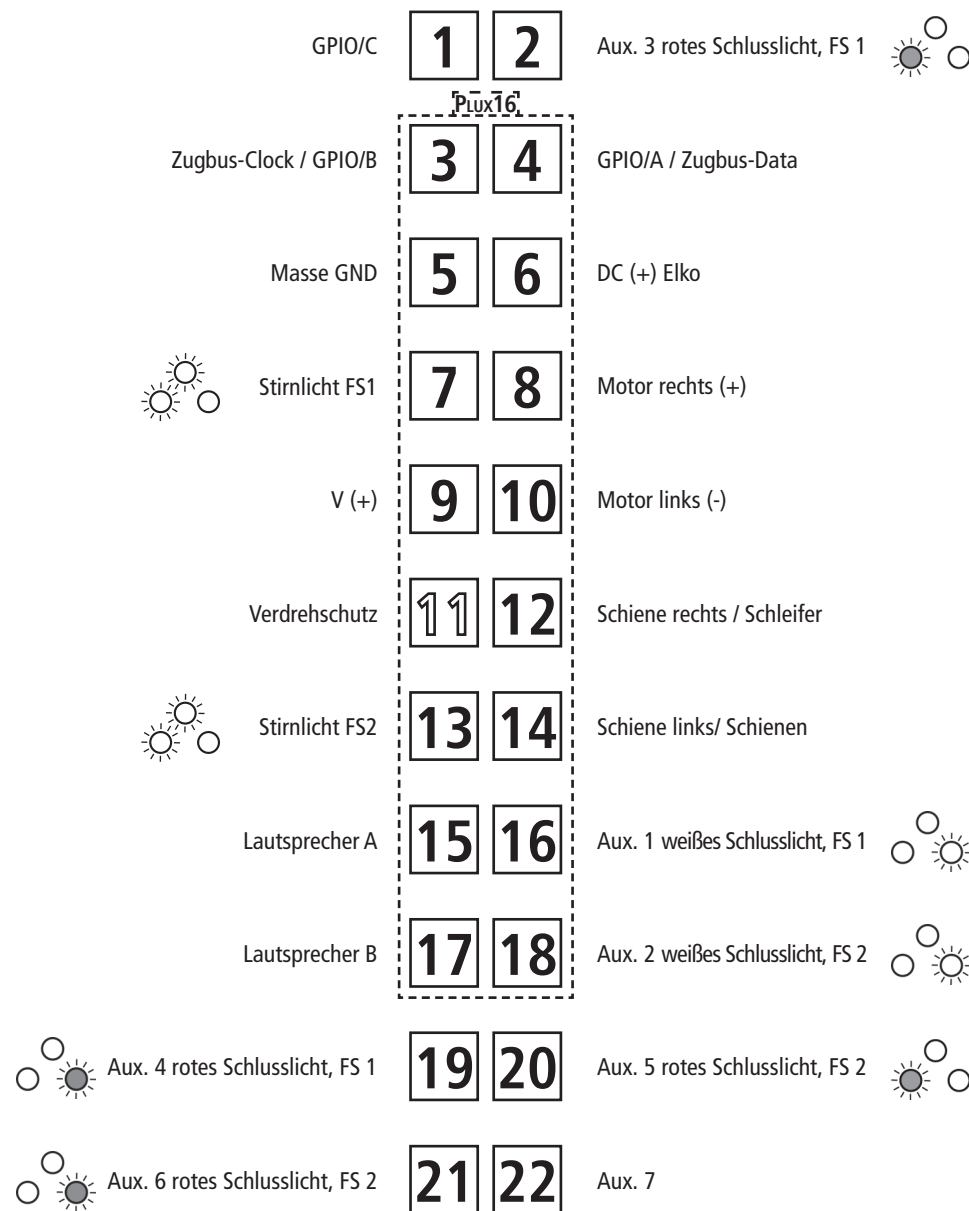 GPIO/C 1 2 Aux. 3 rotes Schlusslicht, FS 1
PLUX16
Zugbus-Clock / GPIO/B 3 4 GPIO/A / Zugbus-Data
Masse GND 5 6 DC (+) Elko
Stirnlicht FS1 7 8 Motor rechts (+)
V (+) 9 10 Motor links (-)
Verdrehschutz 11 12 Schiene rechts / Schleifer
Stirnlicht FS2 13 14 Schiene links/ Schienen
Lautsprecher A 15 16 Aux. 1 weißes Schlusslicht, FS 1
Lautsprecher B 17 18 Aux. 2 weißes Schlusslicht, FS 2
Aux. 4 rotes Schlusslicht, FS 1 19 20 Aux. 5 rotes Schlusslicht, FS 2
Aux. 6 rotes Schlusslicht, FS 2 21 22 Aux. 7